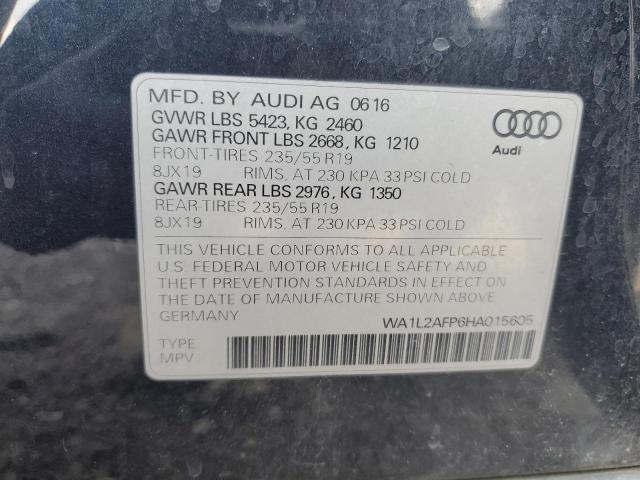 MFD. BY AUDI AG 06 16
GVWR LBS 5423, KG 2460
GAWR FRONT LBS 2668, KG 1210
FRONT-TIRES 235/55 R19
8JX19 RIMS, AT 230 KPA 33 PSI COLD
GAWR REAR LBS 2976, KG 1350
REAR-TIRES 235/55 R19
8JX19 RIMS, AT 230 KPA 33 PSI COLD
Audi
THIS VEHICLE CONFORMS TO ALL APPLICABLE
U.S. FEDERAL MOTOR VEHICLE SAFETY AND
THEFT PREVENTION STANDARDS IN EFFECT ON
THE DATE OF MANUFACTURE SHOWN ABOVE
GERMANY
WA1L2AFP6HA015605
TYPE
MPV